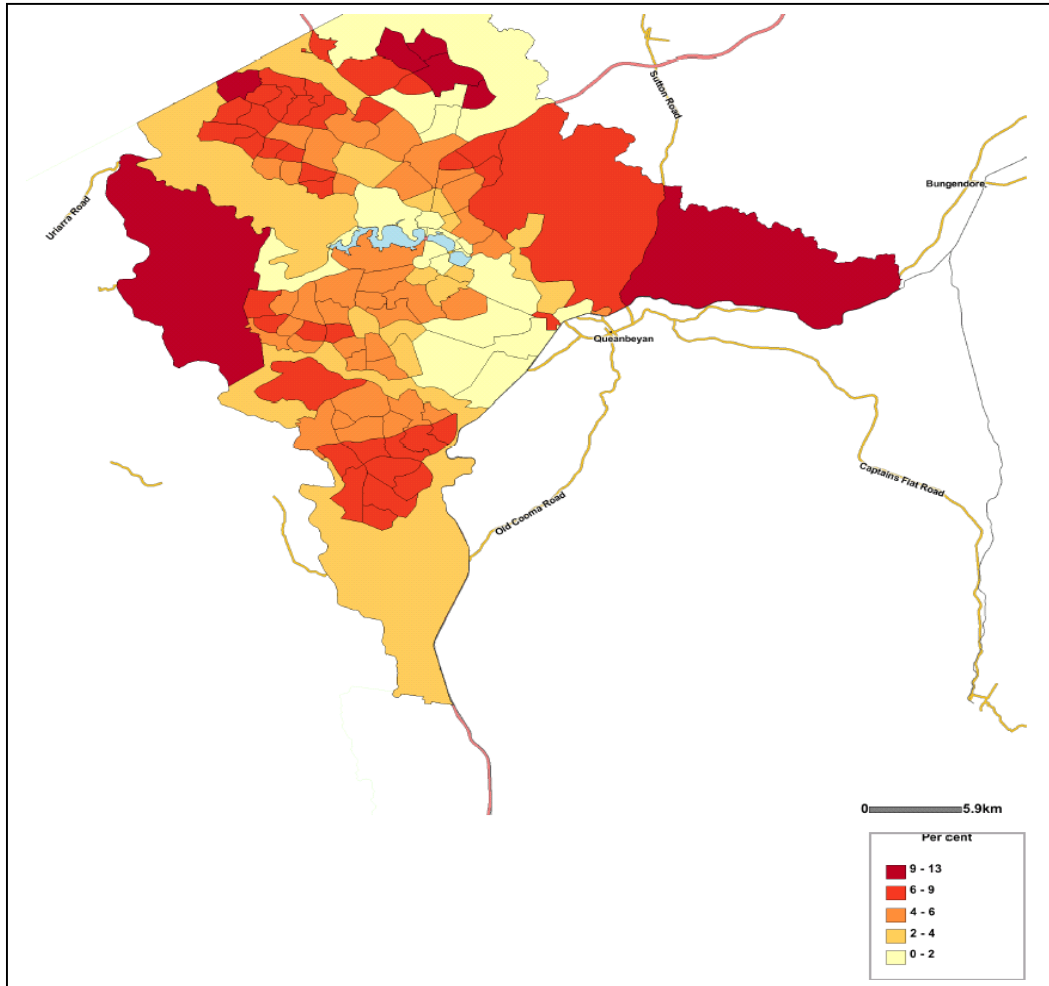 Sutton Road
Bungendore
Uriarra Road
Queanbeyan
Captains Flat Road
Old Cooma Road
0 5.9km
Per cent
9 - 13
6 - 9
4 - 6
2 - 4
0 - 2